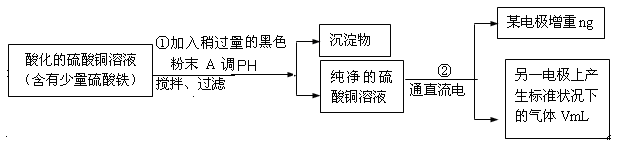 酸化的硫酸铜溶液
（含有少量硫酸铁）
①加入稍过量的黑色
粉末 A 调PH
搅拌、过滤
沉淀物
纯净的硫
酸铜溶液
②
通直流电
某电极增重ng
另一电极上产
生标准状况下
的气体 VmL